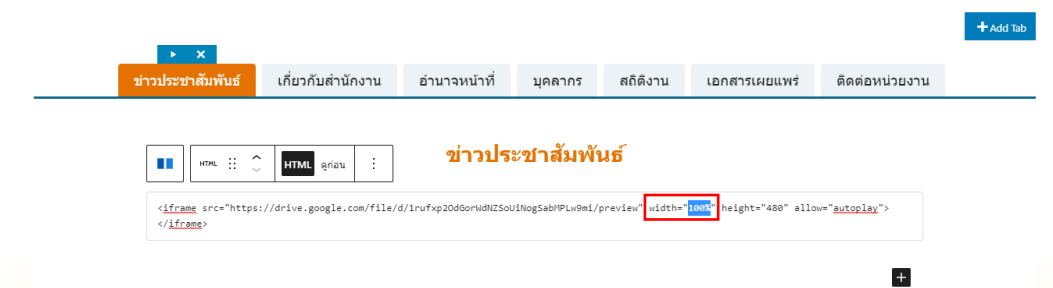 + Add Tab
ข่าวประชาสัมพันธ์ เกี่ยวกับสำนักงาน อำนาจหน้าที่ บุคลากร สถิติงาน เอกสารเผยแพร่ ติดต่อหน่วยงาน
ข่าวประชาสัมพันธ์
HTML HTML ดูก่อน
<iframe src="https://drive.google.com/file/d/1rufxp2OdGorWdNZSoUiNogSabMPLw9mi/preview" width="100%" height="480" allow="autoplay">
</iframe>